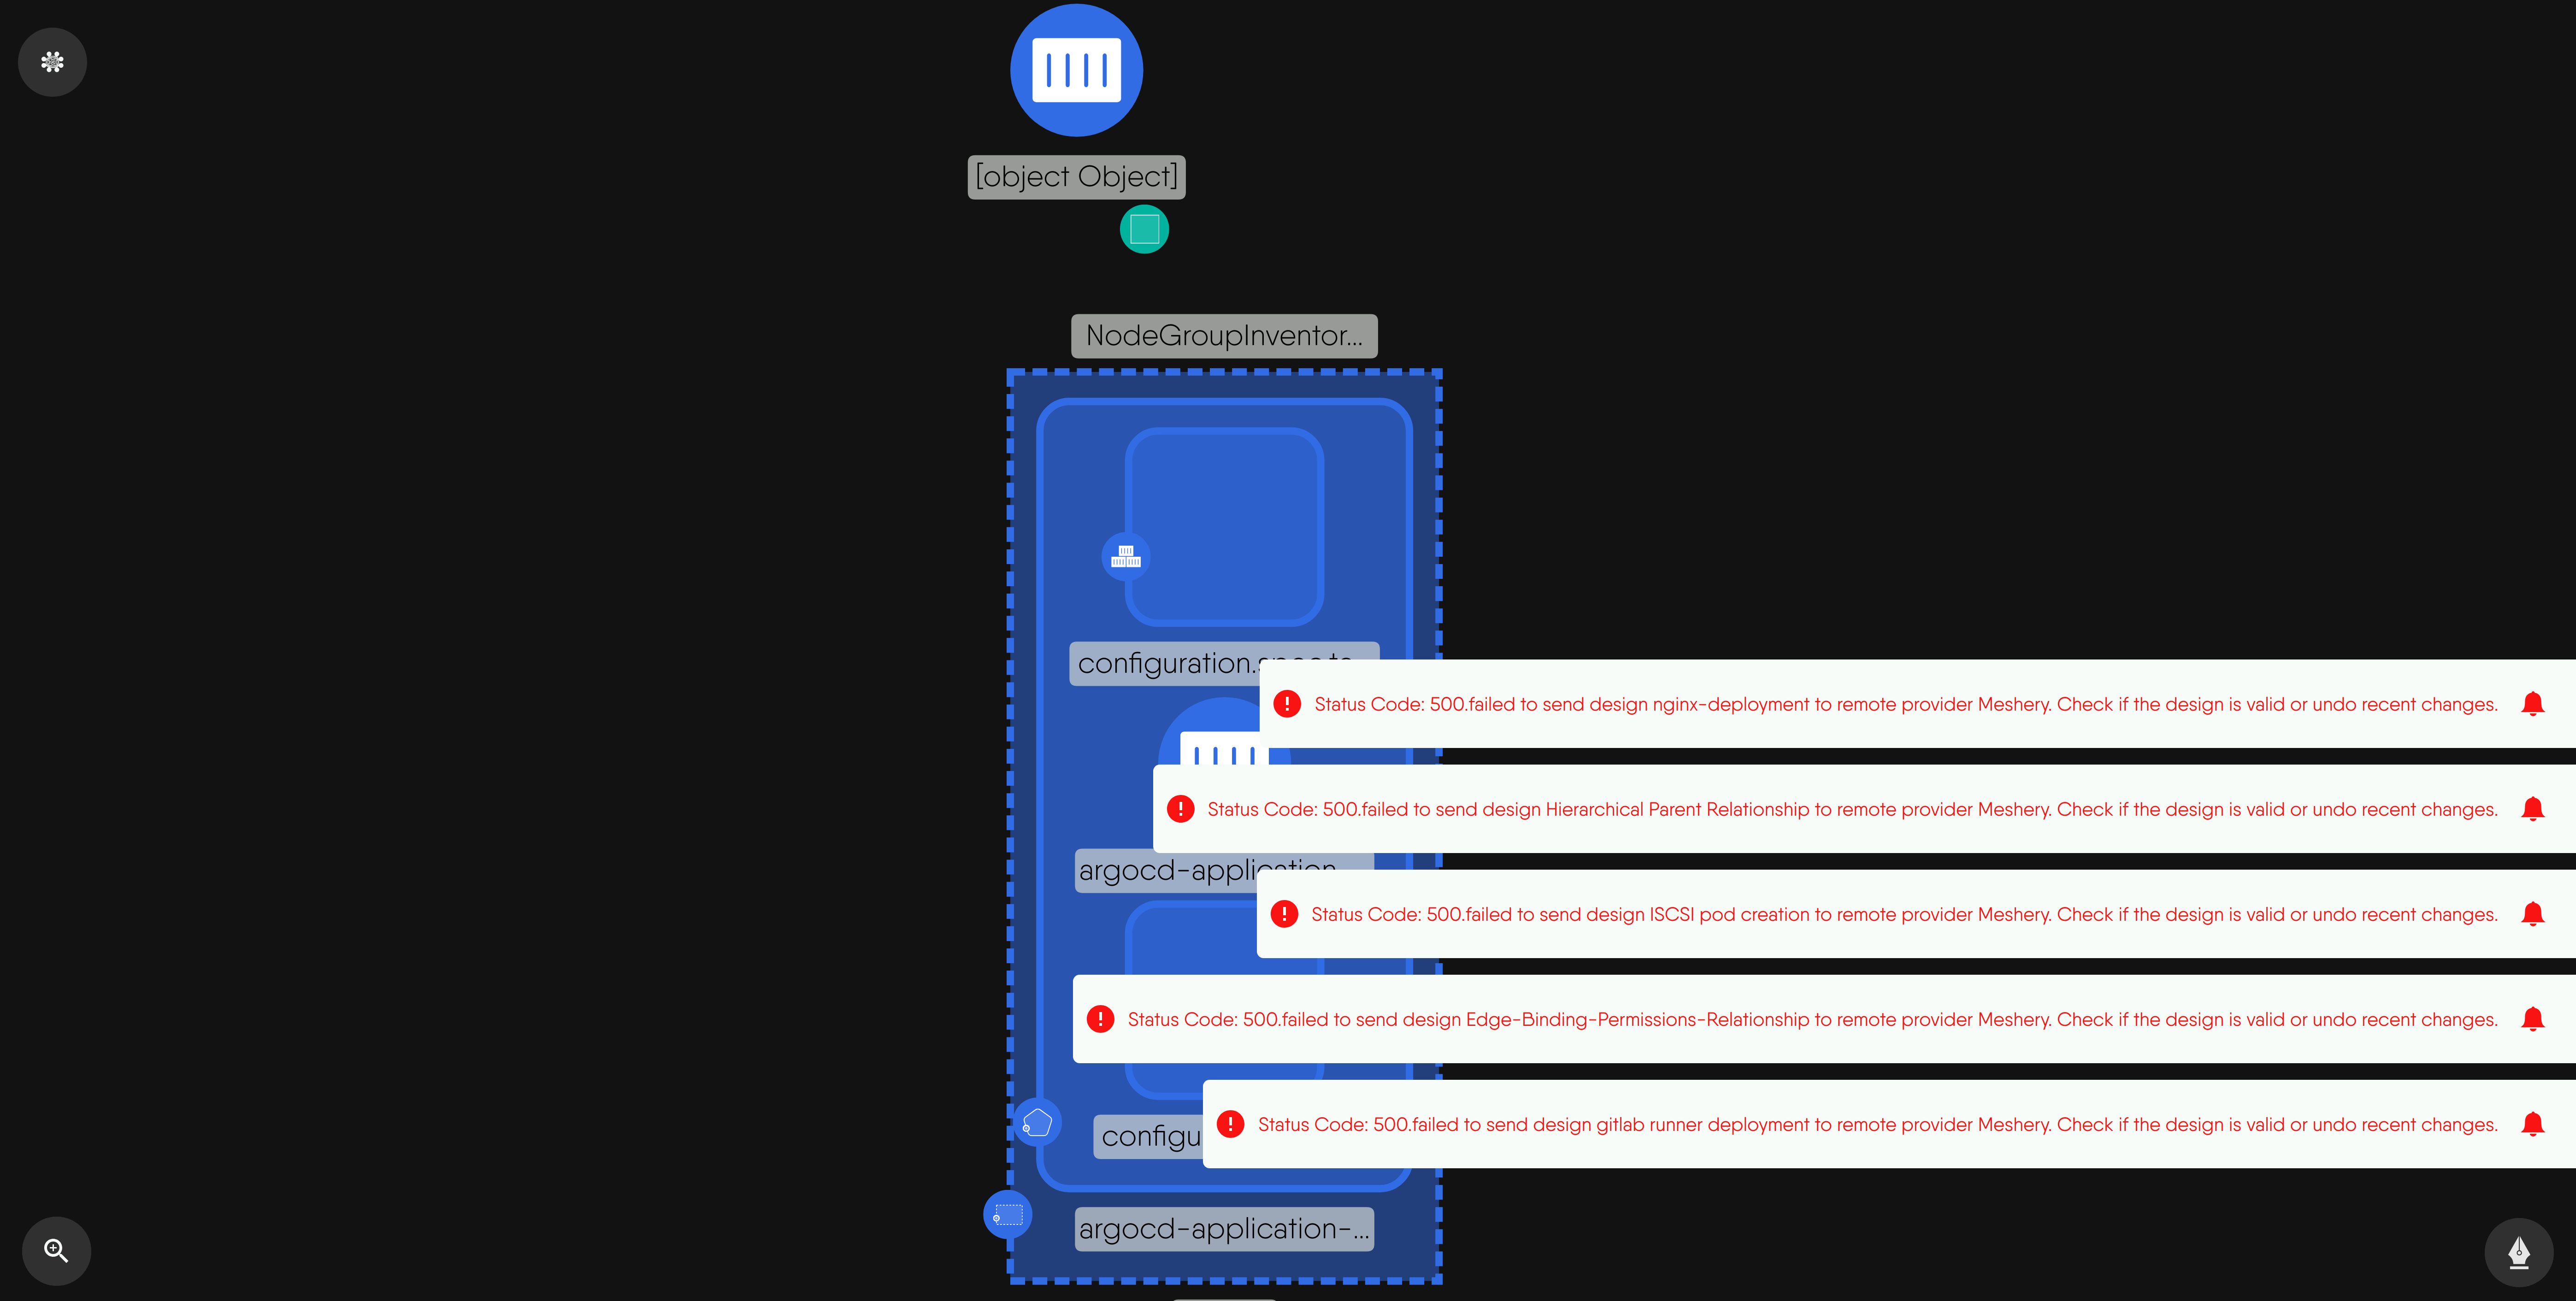 [object Object]
NodeGroupInventor...
configuration.spec.te...
Status Code: 500.failed to send design nginx-deployment to remote provider Meshery. Check if the design is valid or undo recent changes.
Status Code: 500.failed to send design Hierarchical Parent Relationship to remote provider Meshery. Check if the design is valid or undo recent changes.
argocd-application
Status Code: 500.failed to send design ISCSI pod creation to remote provider Meshery. Check if the design is valid or undo recent changes.
Status Code: 500.failed to send design Edge-Binding-Permissions-Relationship to remote provider Meshery. Check if the design is valid or undo recent changes.
Status Code: 500.failed to send design gitlab runner deployment to remote provider Meshery. Check if the design is valid or undo recent changes.
configu
argocd-application-...